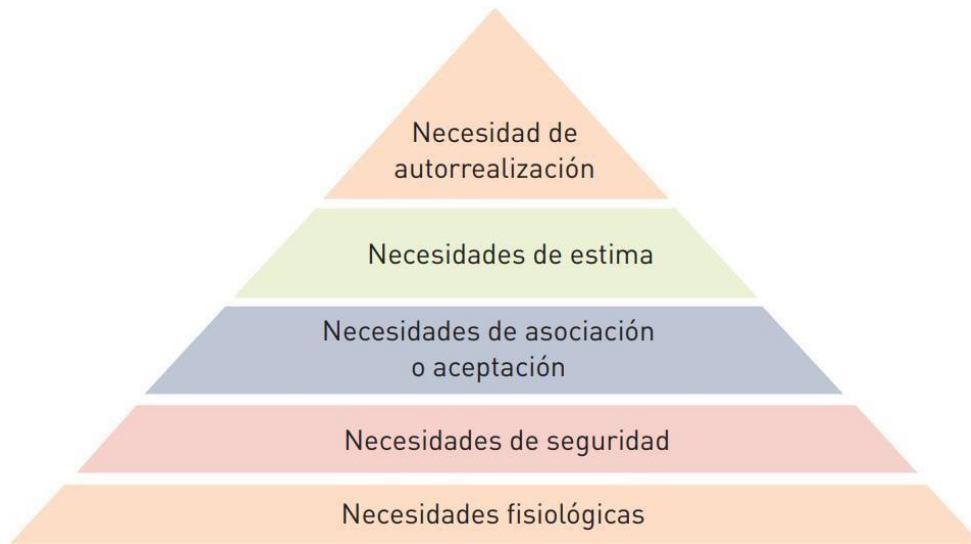 Necesidad de
autorrealización
Necesidades de estima
Necesidades de asociación
o aceptación
Necesidades de seguridad
Necesidades fisiológicas